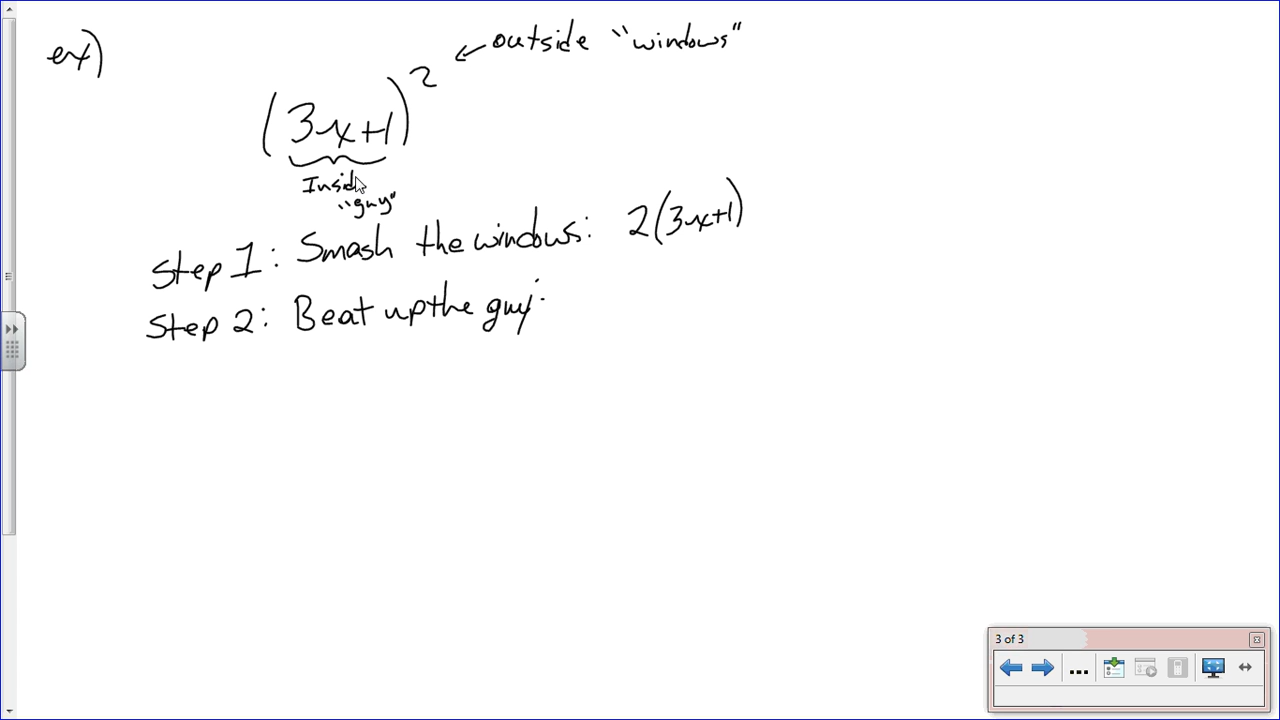 ex)
outside "windows"
(3x+1)²
Inside
"guy"
Step 1: Smash the windows: 2(3x+1)
Step 2: Beat up the guy:
3 of 3